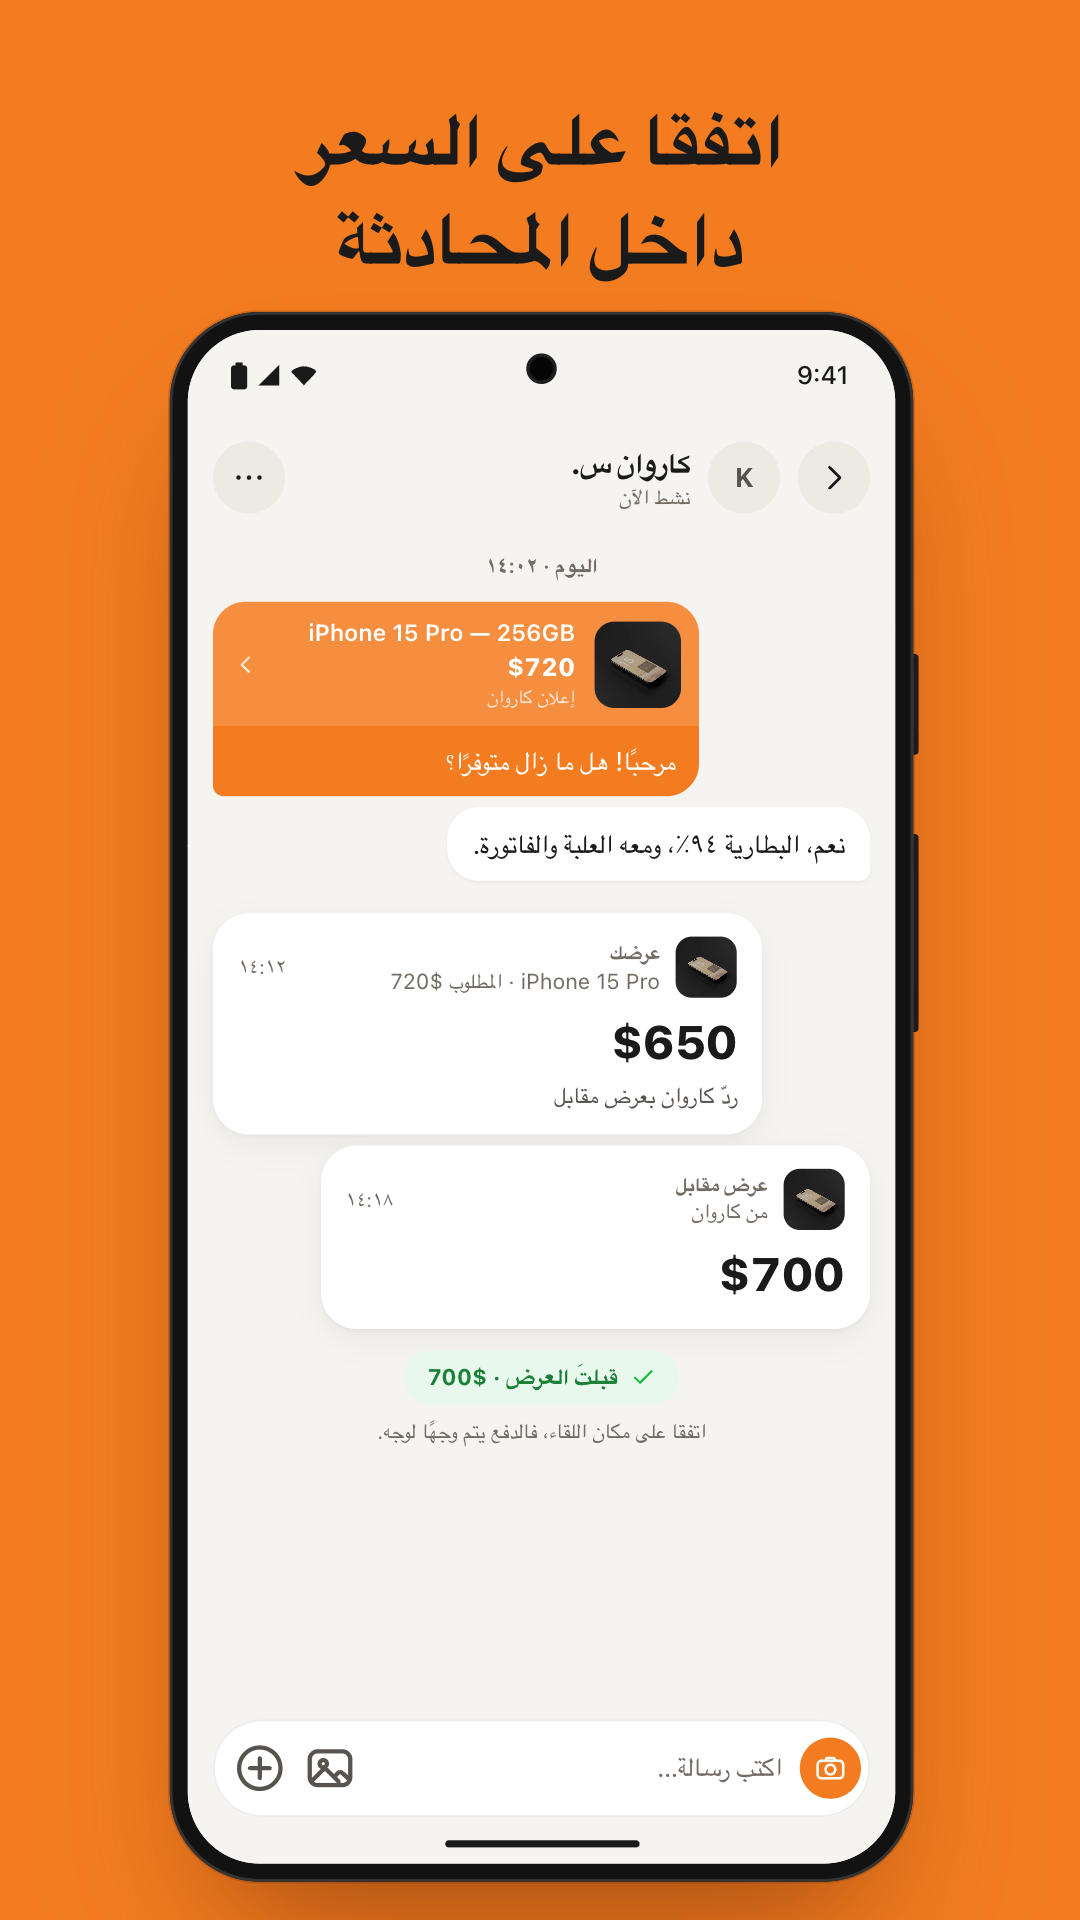 اتفقا على السعر
داخل المحادثة
9:41
كاروان س.
K
نشط الآن
اليوم · ١٤:٠٢
iPhone 15 Pro — 256GB
$720
إعلان كاروان
مرحبًا! هل ما زال متوفرًا؟
نعم، البطارية ٩٤٪، ومعه العلبة والفاتورة.
عرضك
١٤:١٢
iPhone 15 Pro · المطلوب $720
$650
ردّ كاروان بعرض مقابل
عرض مقابل
١٤:١٨
من كاروان
$700
قبلتَ العرض · $700
اتفقا على مكان اللقاء، فالدفع يتم وجهًا لوجه.
اكتب رسالة...